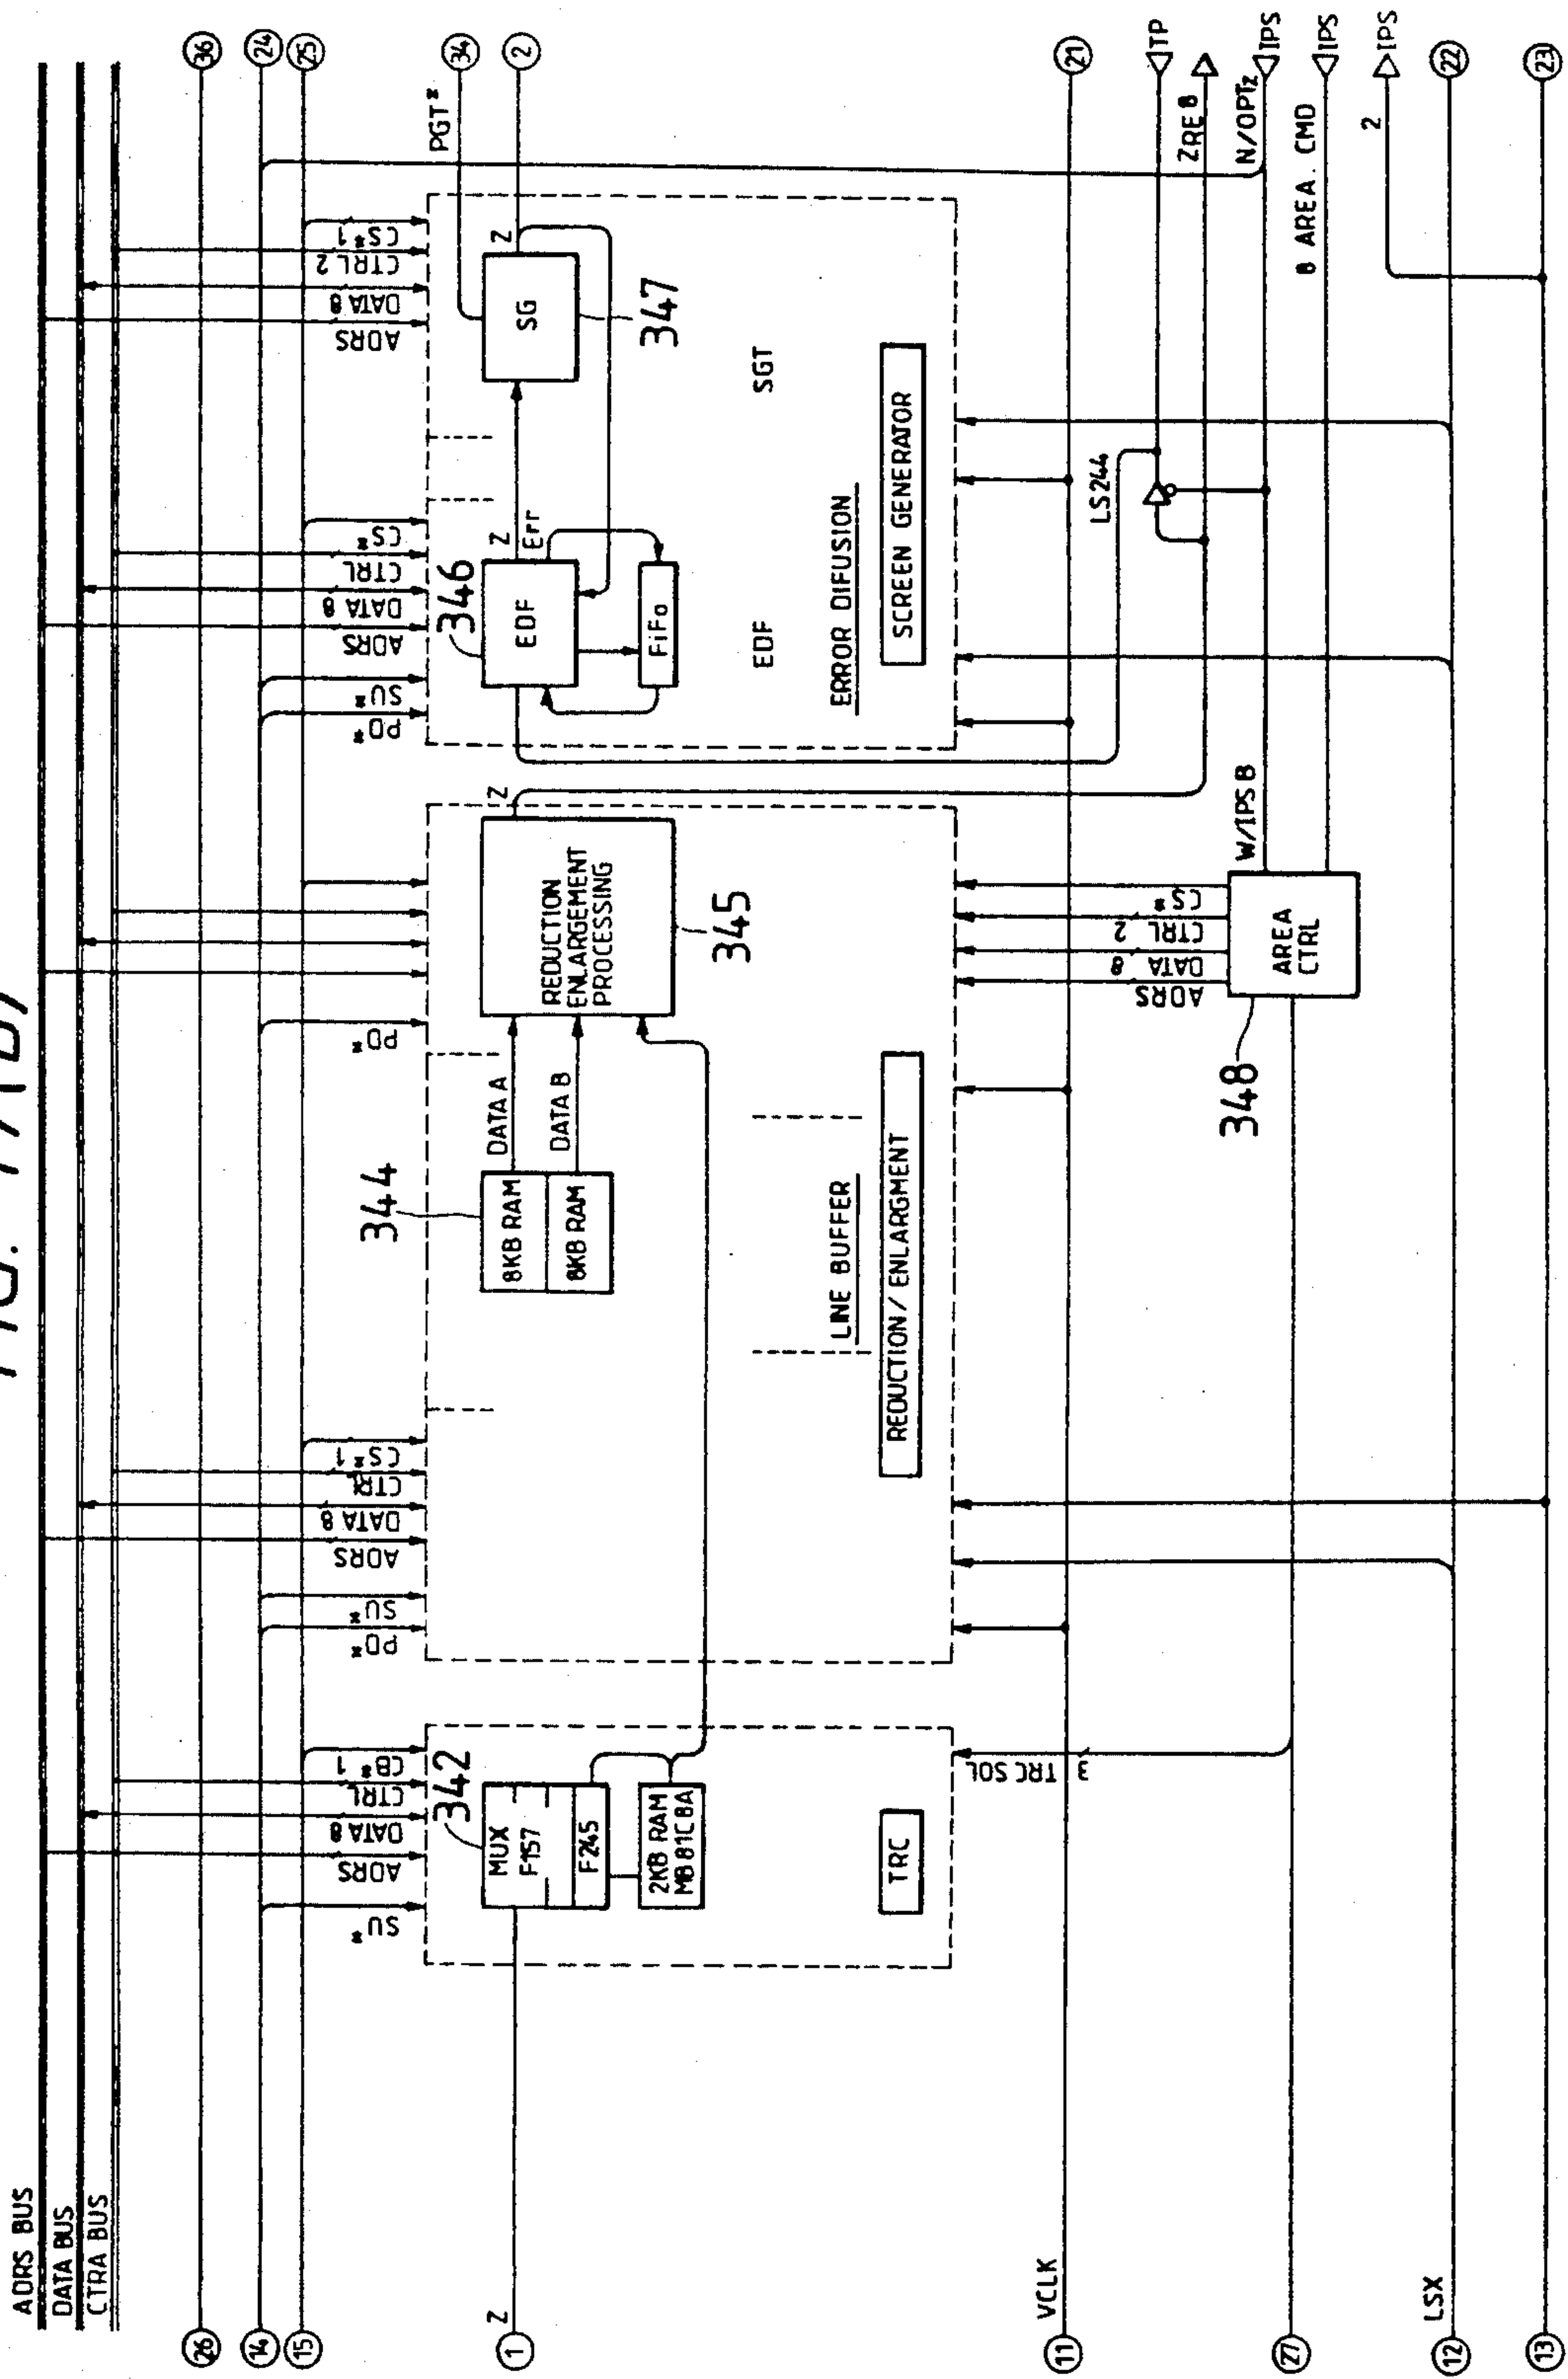 ADRS BUS
DATA BUS
CTRA BUS
26
36
14
24
15
25
SU*
ADRS
DATA 8
CTRL
CB*1
PO*
SU*
ADRS
DATA 8
CTRL
CS*1
PO*
PO*
SU*
ADRS
DATA 8
CTRL
CS*
ADRS
DATA 8
CTRL 2
CS*1
PGT*
34
1
Z
342
MUX
F157
F245
2KB RAM
MB81C8A
TRC
344
8KB RAM
8KB RAM
DATA A
DATA B
REDUCTION
ENLARGEMENT
PROCESSING
Z
345
LINE BUFFER
REDUCTION / ENLARGMENT
346
EDF
Z
Err
FiFo
EDF
SG
Z
2
347
SGT
ERROR DIFUSION
SCREEN GENERATOR
VCLK
11
21
3 TRC SOL
LS244
TP
ZRE 8
ADRS
DATA 8
CTRL 2
CS*
W/IPS B
N/OPTz
IPS
27
348
AREA
CTRL
8 AREA. CMD
IPS
2
IPS
LSX
12
22
13
23